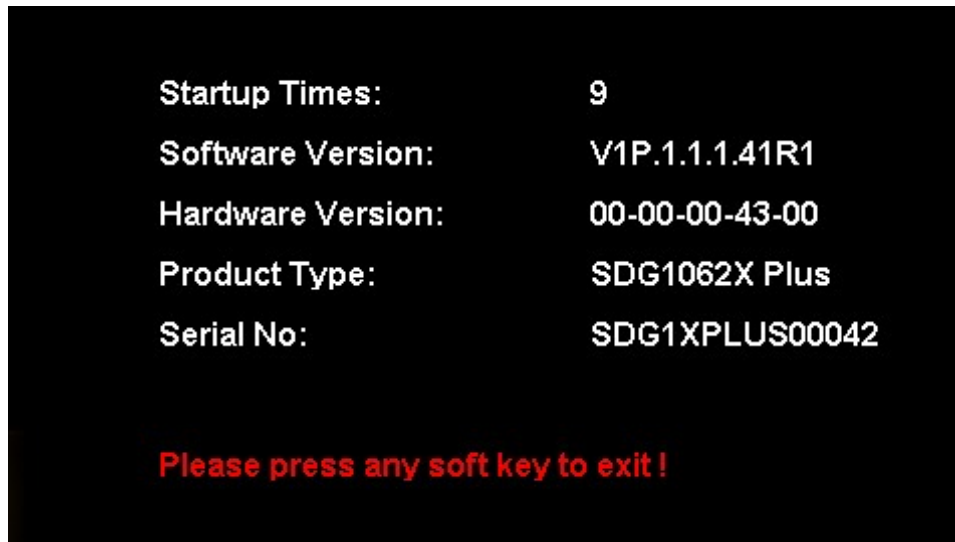 Startup Times: 9
Software Version: V1P.1.1.1.41R1
Hardware Version: 00-00-00-43-00
Product Type: SDG1062X Plus
Serial No: SDG1XPLUS00042
Please press any soft key to exit !